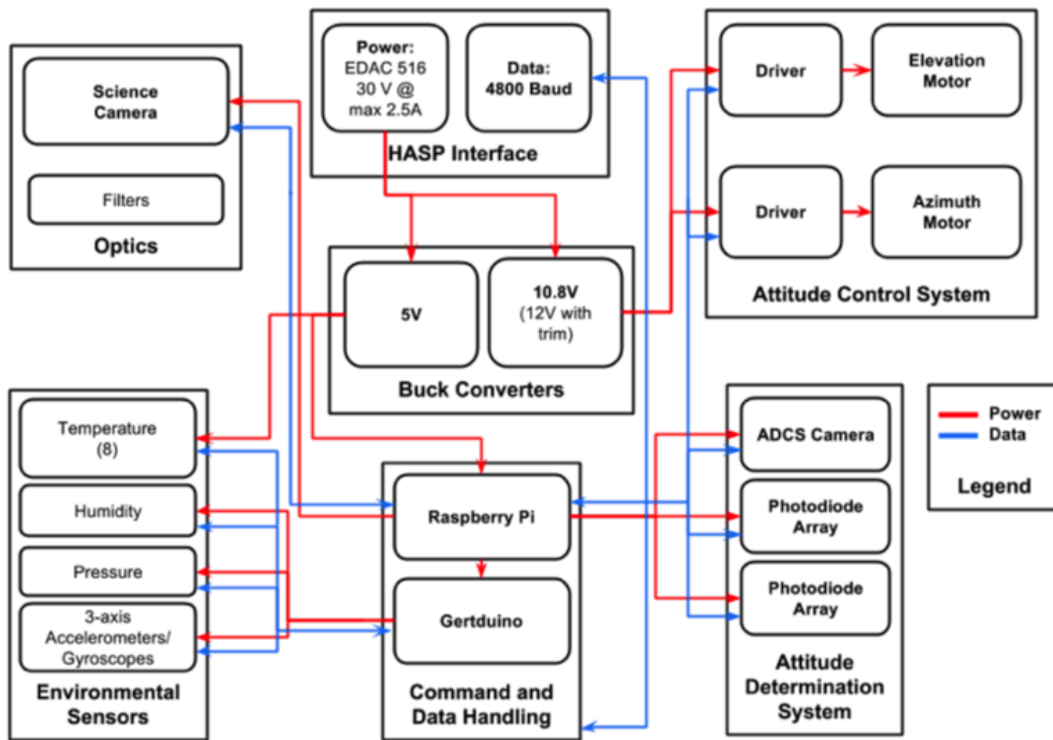 Science
Camera
Filters
Optics
Power:
EDAC 516
30 V @
max 2.5A
Data:
4800 Baud
HASP Interface
Driver
Elevation
Motor
Driver
Azimuth
Motor
Attitude Control System
5V
10.8V
(12V with
trim)
Buck Converters
Temperature
(8)
Humidity
Pressure
3-axis
Accelerometers/
Gyroscopes
Environmental
Sensors
Raspberry Pi
Gertduino
Command and
Data Handling
ADCS Camera
Photodiode
Array
Photodiode
Array
Attitude
Determination
System
Power
Data
Legend